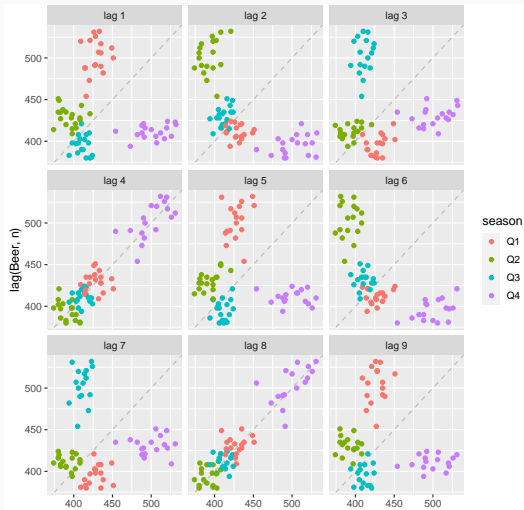 lag 1
lag 2
lag 3
500
450
400
lag 4
lag 5
lag 6
500
450
400
lag 7
lag 8
lag 9
500
450
400
400 450 500
400 450 500
400 450 500
lag(Beer, n)
season
Q1
Q2
Q3
Q4